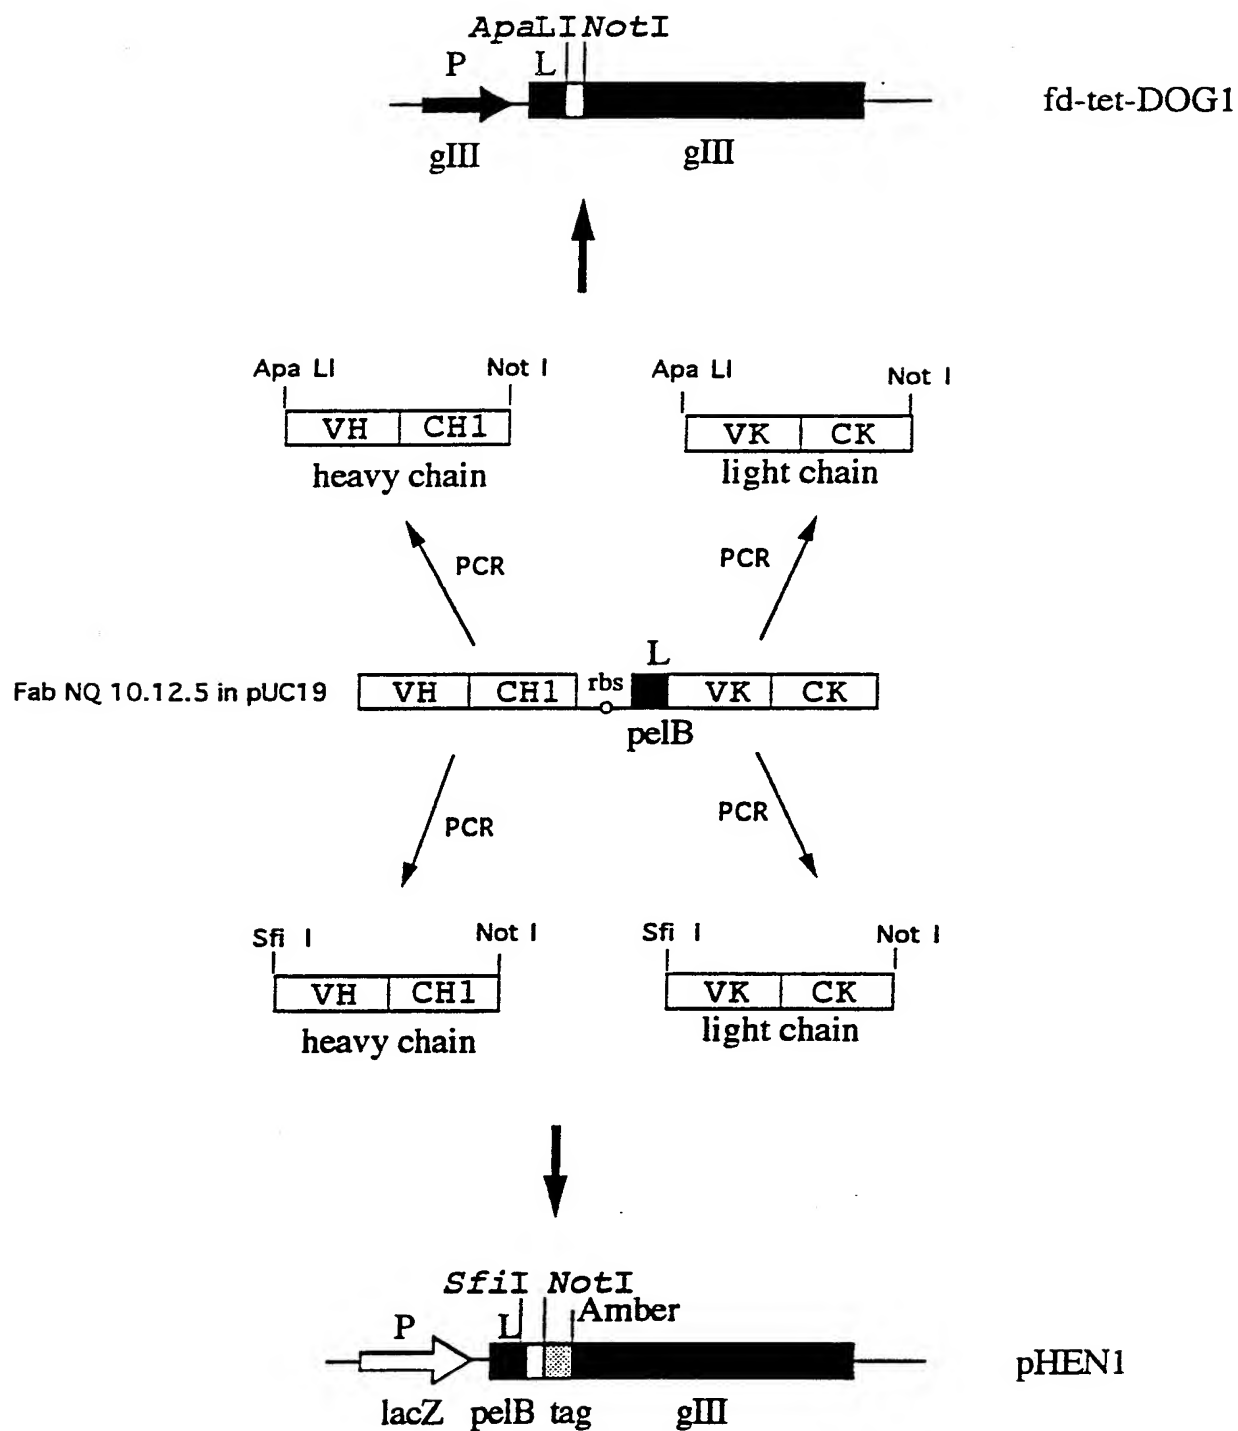 ApaLI NotI
P L
fd-tet-DOG1
gIII gIII
Apa LI Not I Apa LI Not I
VH CH1 VK CK
heavy chain light chain
PCR PCR
L
Fab NQ 10.12.5 in pUC19 VH CH1 rbs VK CK
pelB
PCR PCR
Sfi I Not I Sfi I Not I
VH CH1 VK CK
heavy chain light chain
SfiI NotI
P L Amber
pHEN1
lacZ pelB tag gIII